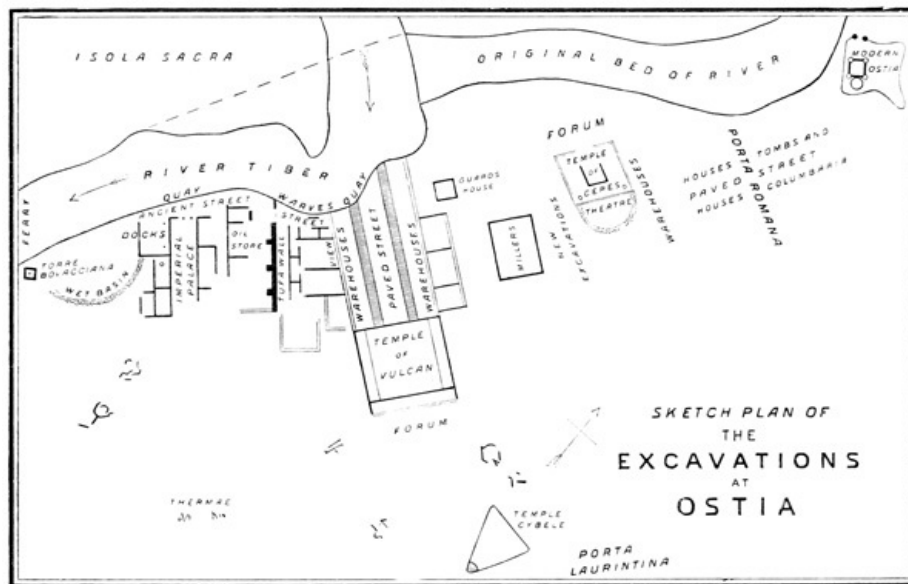 ISOLA SACRA
ORIGINAL BED OF RIVER
MODERN
OSTIA
FORUM
TEMPLE
OF
CERES
THEATRE
WAREHOUSES
NEW
EXCAVATIONS
PORTA ROMANA
HOUSES TOMBS AND
PAVED STREET
HOUSES COLUMBARIA
RIVER TIBER
QUAY
ANCIENT STREET
WARVES QUAY
STREET
GUARDS
HOUSE
FERRY
DOCKS
OIL
STORE
IMPERIAL
PALACE
TORRE
BOVACCIANA
WET BASIN
TUFA WALL
VIEW
WAREHOUSES
PAVED STREET
WAREHOUSES
MILLERS
TEMPLE
OF
VULCAN
FORUM
SKETCH PLAN OF
THE
EXCAVATIONS
AT
OSTIA
THERMAE
TEMPLE
CYBELE
PORTA
LAURINTINA